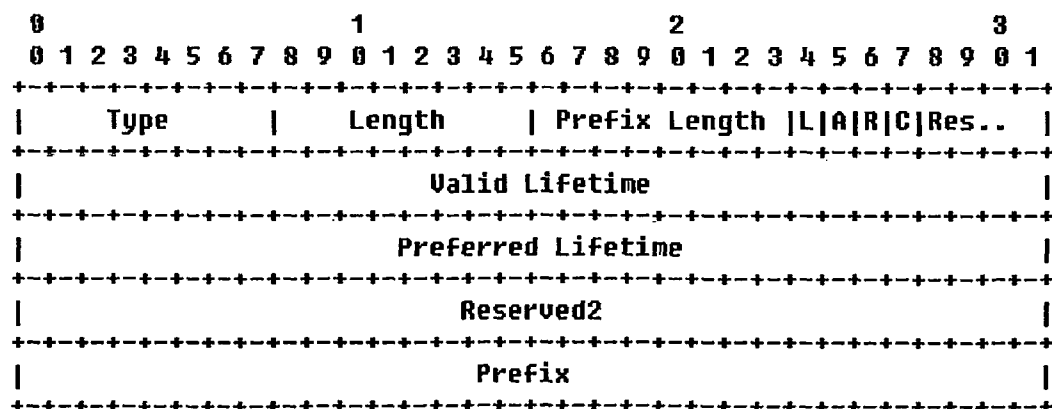 0                   1                   2                   3
 0 1 2 3 4 5 6 7 8 9 0 1 2 3 4 5 6 7 8 9 0 1 2 3 4 5 6 7 8 9 0 1
+-+-+-+-+-+-+-+-+-+-+-+-+-+-+-+-+-+-+-+-+-+-+-+-+-+-+-+-+-+-+-+-+
|     Type      |    Length     | Prefix Length |L|A|R|C|Res..  |
+-+-+-+-+-+-+-+-+-+-+-+-+-+-+-+-+-+-+-+-+-+-+-+-+-+-+-+-+-+-+-+-+
|                         Valid Lifetime                        |
+-+-+-+-+-+-+-+-+-+-+-+-+-+-+-+-+-+-+-+-+-+-+-+-+-+-+-+-+-+-+-+-+
|                       Preferred Lifetime                      |
+-+-+-+-+-+-+-+-+-+-+-+-+-+-+-+-+-+-+-+-+-+-+-+-+-+-+-+-+-+-+-+-+
|                           Reserved2                           |
+-+-+-+-+-+-+-+-+-+-+-+-+-+-+-+-+-+-+-+-+-+-+-+-+-+-+-+-+-+-+-+-+
|                            Prefix                             |
+-+-+-+-+-+-+-+-+-+-+-+-+-+-+-+-+-+-+-+-+-+-+-+-+-+-+-+-+-+-+-+-+